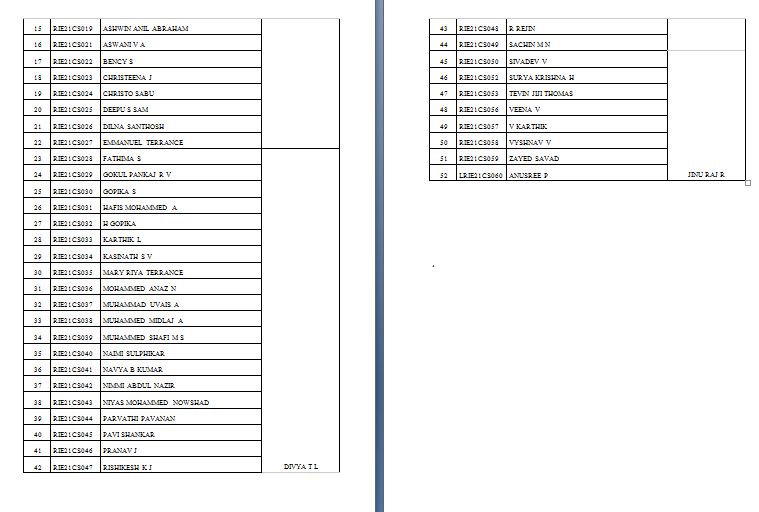 15 RIE21CS019 ASHWIN ANIL ABRAHAM
16 RIE21CS021 ASWANI V A
17 RIE21CS022 BENCY S
18 RIE21CS023 CHRISTEENA J
19 RIE21CS024 CHRISTO SABU
20 RIE21CS025 DEEPU S SAM
21 RIE21CS026 DILNA SANTHOSH
22 RIE21CS027 EMMANUEL TERRANCE
23 RIE21CS028 FATHIMA S
24 RIE21CS029 GOKUL PANKAJ R V
25 RIE21CS030 GOPIKA S
26 RIE21CS031 HAFIS MOHAMMED A
27 RIE21CS032 H GOPIKA
28 RIE21CS033 KARTHIK L
29 RIE21CS034 KASINATH S V
30 RIE21CS035 MARY RIYA TERRANCE
31 RIE21CS036 MOHAMMED ANAZ N
32 RIE21CS037 MUHAMMAD UVAIS A
33 RIE21CS038 MUHAMMED MIDLAJ A
34 RIE21CS039 MUHAMMED SHAFI M S
35 RIE21CS040 NAIMI SULPHIKAR
36 RIE21CS041 NAVYA B KUMAR
37 RIE21CS042 NIMMI ABDUL NAZIR
38 RIE21CS043 NIYAS MOHAMMED NOWSHAD
39 RIE21CS044 PARVATHI PAVANAN
40 RIE21CS045 PAVI SHANKAR
41 RIE21CS046 PRANAV J
42 RIE21CS047 RISHIKESH K J DIVYA T L
43 RIE21CS048 R REJIN
44 RIE21CS049 SACHIN M N
45 RIE21CS050 SIVADEV V
46 RIE21CS052 SURYA KRISHNA H
47 RIE21CS053 TEVIN JIJI THOMAS
48 RIE21CS056 VEENA V
49 RIE21CS057 V KARTHIK
50 RIE21CS058 VYSHNAV V
51 RIE21CS059 ZAYED SAVAD
52 LRIE21CS060 ANUSREE P JINU RAJ R